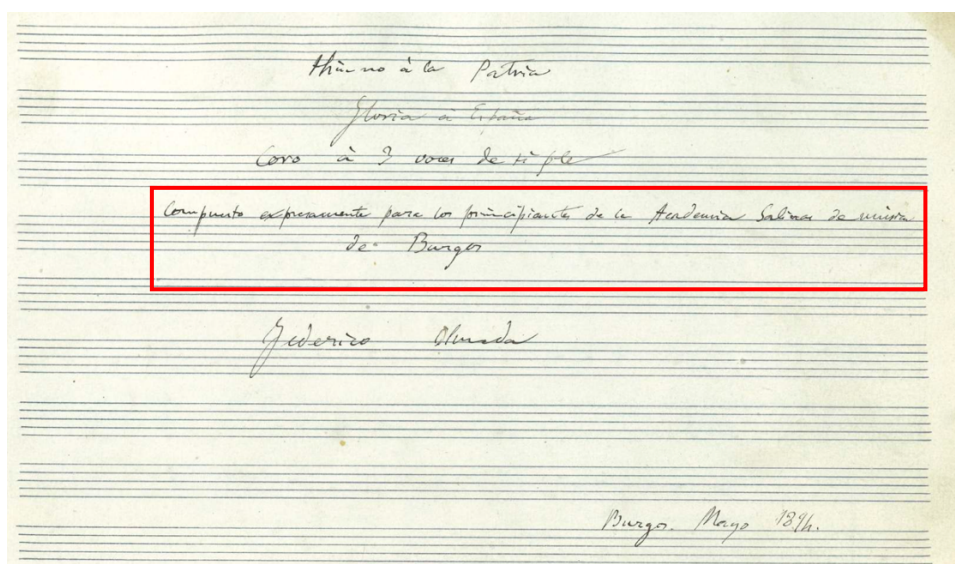 Himno à la Patria
Gloria à España
Coro à 3 voces de tiple
Compuesto expresamente para los principiantes de la Academia Salinas de música
de Burgos
Federico Olmeda
Burgos. Mayo 1894.